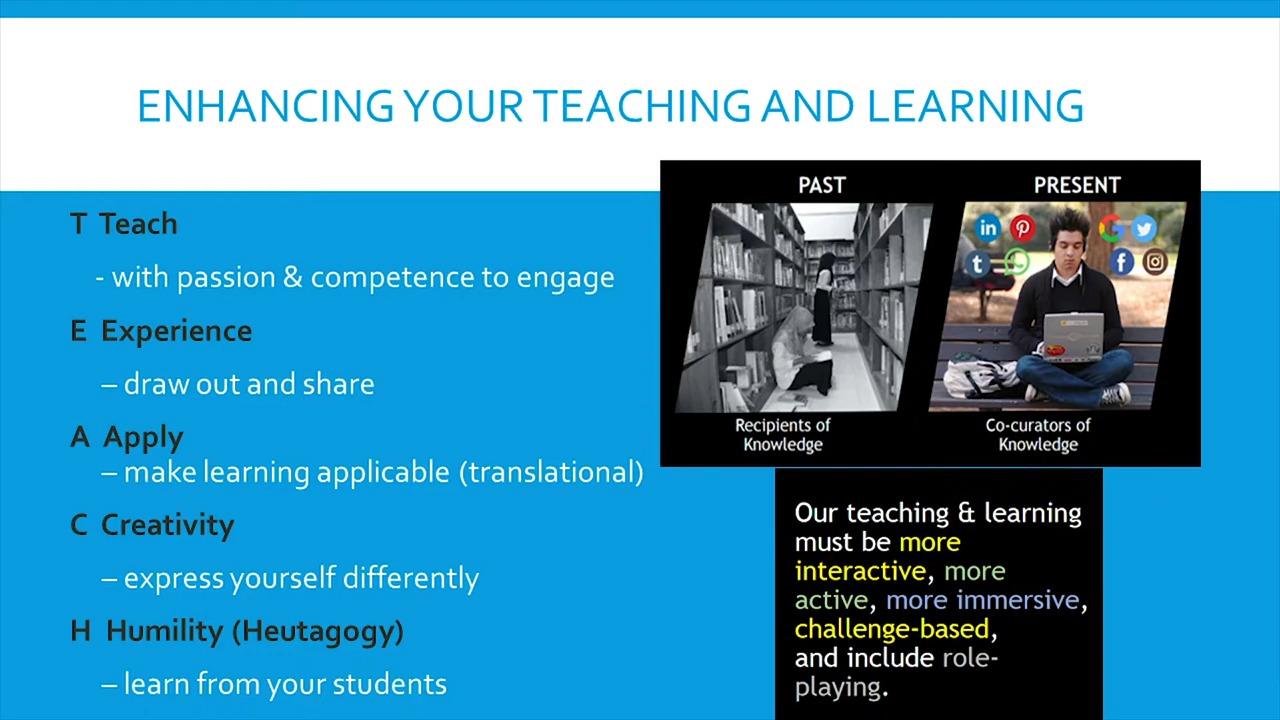 ENHANCING YOUR TEACHING AND LEARNING
T Teach
- with passion & competence to engage
E Experience
– draw out and share
A Apply
– make learning applicable (translational)
C Creativity
– express yourself differently
H Humility (Heutagogy)
– learn from your students
PAST
PRESENT
in
t
f
Recipients of
Knowledge
Co-curators of
Knowledge
Our teaching & learning
must be more
interactive, more
active, more immersive,
challenge-based,
and include role-
playing.